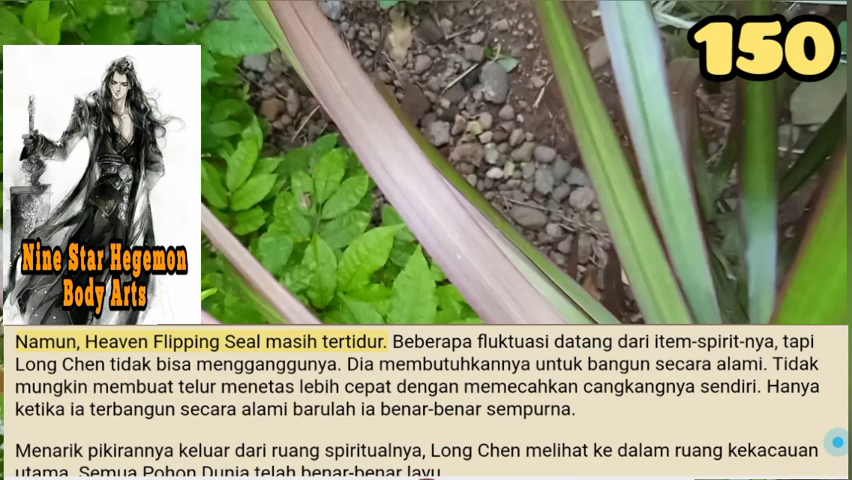 150
Nine Star Hegemon
Body Arts
Namun, Heaven Flipping Seal masih tertidur. Beberapa fluktuasi datang dari item-spirit-nya, tapi
Long Chen tidak bisa mengganggunya. Dia membutuhkannya untuk bangun secara alami. Tidak
mungkin membuat telur menetas lebih cepat dengan memecahkan cangkangnya sendiri. Hanya
ketika ia terbangun secara alami barulah ia benar-benar sempurna.
Menarik pikirannya keluar dari ruang spiritualnya, Long Chen melihat ke dalam ruang kekacauan
utama. Semua Pohon Dunia telah benar-benar layu